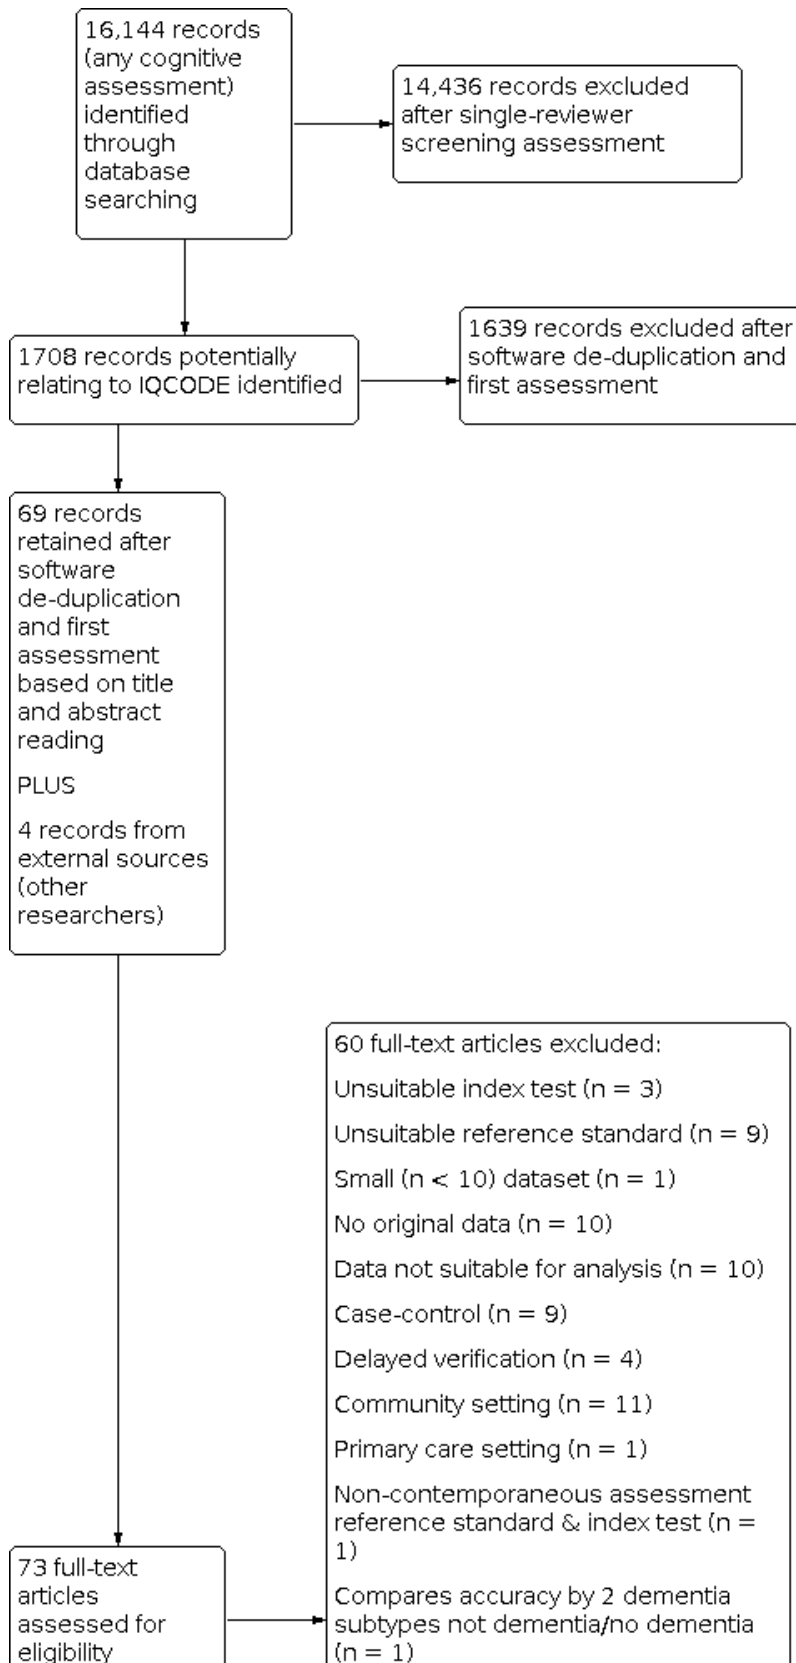 16,144 records
(any cognitive
assessment)
identified
through
database
searching
14,436 records excluded
after single-reviewer
screening assessment
1708 records potentially
relating to IQCODE identified
1639 records excluded after
software de-duplication and
first assessment
69 records
retained after
software
de-duplication
and first
assessment
based on title
and abstract
reading
PLUS
4 records from
external sources
(other
researchers)
60 full-text articles excluded:
Unsuitable index test (n = 3)
Unsuitable reference standard (n = 9)
Small (n < 10) dataset (n = 1)
No original data (n = 10)
Data not suitable for analysis (n = 10)
Case-control (n = 9)
Delayed verification (n = 4)
Community setting (n = 11)
Primary care setting (n = 1)
Non-contemporaneous assessment
reference standard & index test (n =
1)
Compares accuracy by 2 dementia
subtypes not dementia/no dementia
(n = 1)
73 full-text
articles
assessed for
eligibility